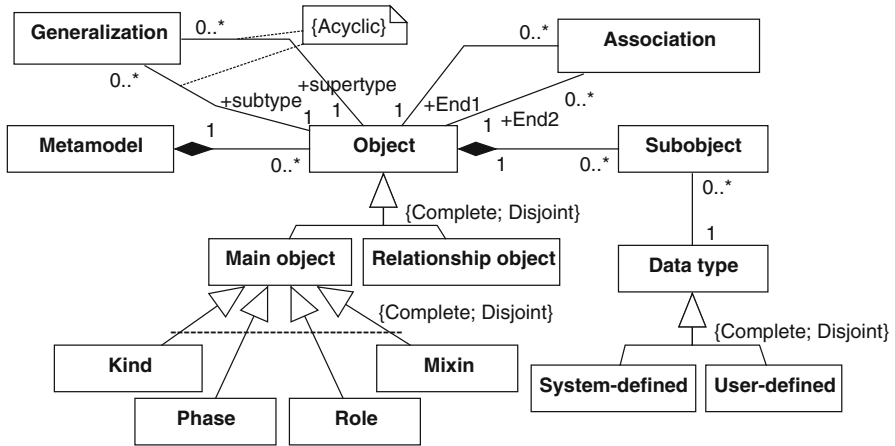 Generalization
0..*
{Acyclic}
0..*
Association
0..*
+supertype
+subtype
1
1
1
+End1
0..*
1
+End2
Metamodel
1
0..*
Object
1
0..*
Subobject
0..*
{Complete; Disjoint}
Main object
Relationship object
1
Data type
{Complete; Disjoint}
{Complete; Disjoint}
Kind
Mixin
System-defined
User-defined
Phase
Role